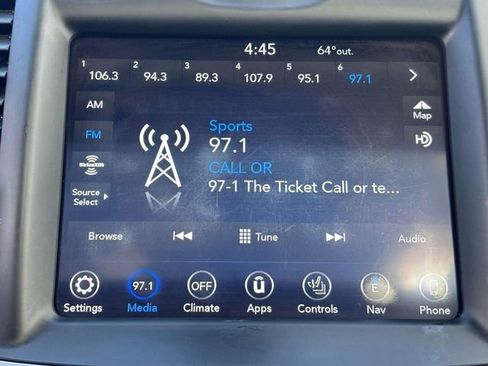 4:45 64° out.
1 2 3 4 5 6
106.3 94.3 89.3 107.9 95.1 97.1
AM
FM
SiriusXM
Source
Select
Sports
97.1
CALL OR
97-1 The Ticket Call or te...
Map
HD
Browse Tune Audio
97.1 OFF E
Settings Media Climate Apps Controls Nav Phone